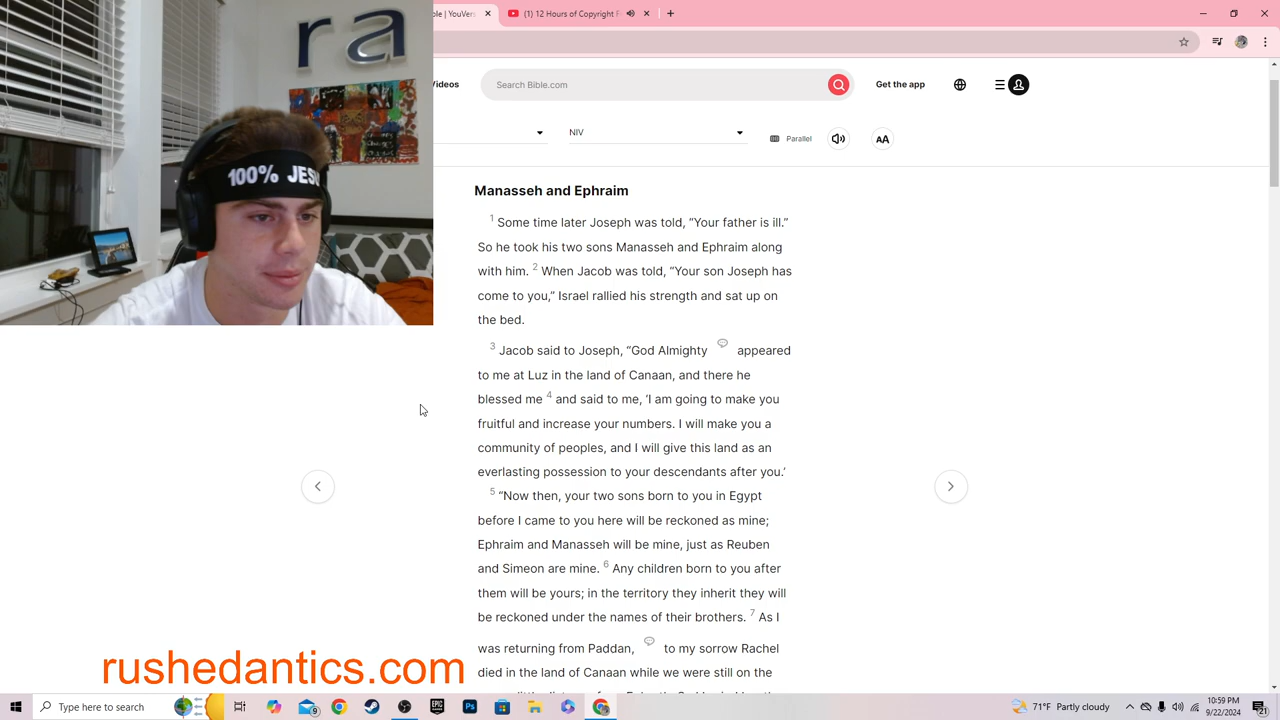 ple | YouVers
(1) 12 Hours of Copyright F
ra
Videos
Search Bible.com
Get the app
NIV
Parallel
AA
100% JESU
Manasseh and Ephraim
1 Some time later Joseph was told, “Your father is ill.”
So he took his two sons Manasseh and Ephraim along
with him. 2 When Jacob was told, “Your son Joseph has
come to you,” Israel rallied his strength and sat up on
the bed.
3 Jacob said to Joseph, “God Almighty appeared
to me at Luz in the land of Canaan, and there he
blessed me 4 and said to me, ‘I am going to make you
fruitful and increase your numbers. I will make you a
community of peoples, and I will give this land as an
everlasting possession to your descendants after you.’
5 “Now then, your two sons born to you in Egypt
before I came to you here will be reckoned as mine;
Ephraim and Manasseh will be mine, just as Reuben
and Simeon are mine. 6 Any children born to you after
them will be yours; in the territory they inherit they will
be reckoned under the names of their brothers. 7 As I
was returning from Paddan, to my sorrow Rachel
died in the land of Canaan while we were still on the
rushedantics.com
Type here to search
9
71°F Partly cloudy
10:59 PM
9/22/2024